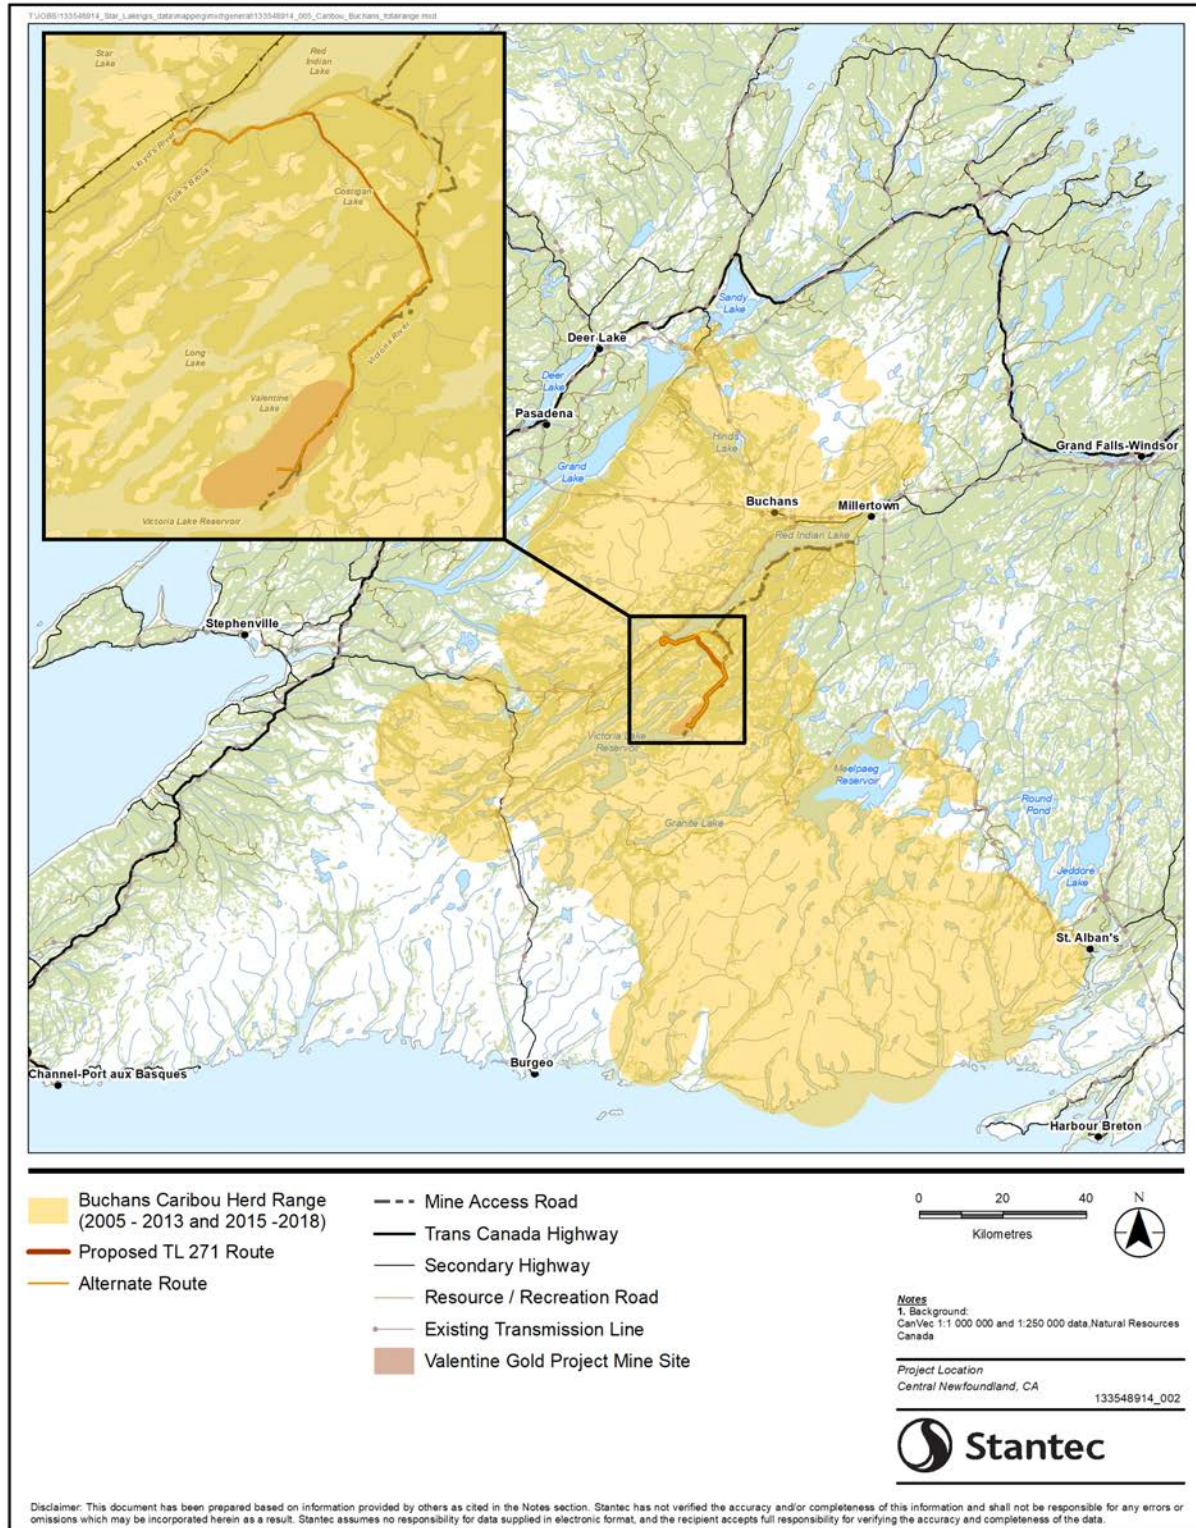 T:\JOBS\133548914_Star_Lake\gis_data\mapping\mxd\general\133548914_005_Caribou_Buchans_totalrange.mxd
Star
Lake
Red
Indian
Lake
Lloyd's River
Tulk's Brook
Costigan
Lake
Victoria River
Long
Lake
Valentine
Lake
Victoria Lake Reservoir
Sandy
Lake
Deer Lake
Deer
Lake
Pasadena
Hinds
Lake
Grand Falls-Windsor
Grand
Lake
Buchans
Millertown
Red Indian Lake
Stephenville
Victoria Lake
Reservoir
Meelpaeg
Reservoir
Round
Pond
Granite Lake
Jeddore
Lake
St. Alban's
Burgeo
Channel-Port aux Basques
Harbour Breton
Buchans Caribou Herd Range
(2005 - 2013 and 2015 -2018)
Proposed TL 271 Route
Alternate Route
Mine Access Road
Trans Canada Highway
Secondary Highway
Resource / Recreation Road
Existing Transmission Line
Valentine Gold Project Mine Site
0 20 40
Kilometres
N
Notes
1. Background:
CanVec 1:1 000 000 and 1:250 000 data,Natural Resources
Canada
Project Location
Central Newfoundland, CA
133548914_002
Stantec
Disclaimer: This document has been prepared based on information provided by others as cited in the Notes section. Stantec has not verified the accuracy and/or completeness of this information and shall not be responsible for any errors or
omissions which may be incorporated herein as a result. Stantec assumes no responsibility for data supplied in electronic format, and the recipient accepts full responsibility for verifying the accuracy and completeness of the data.